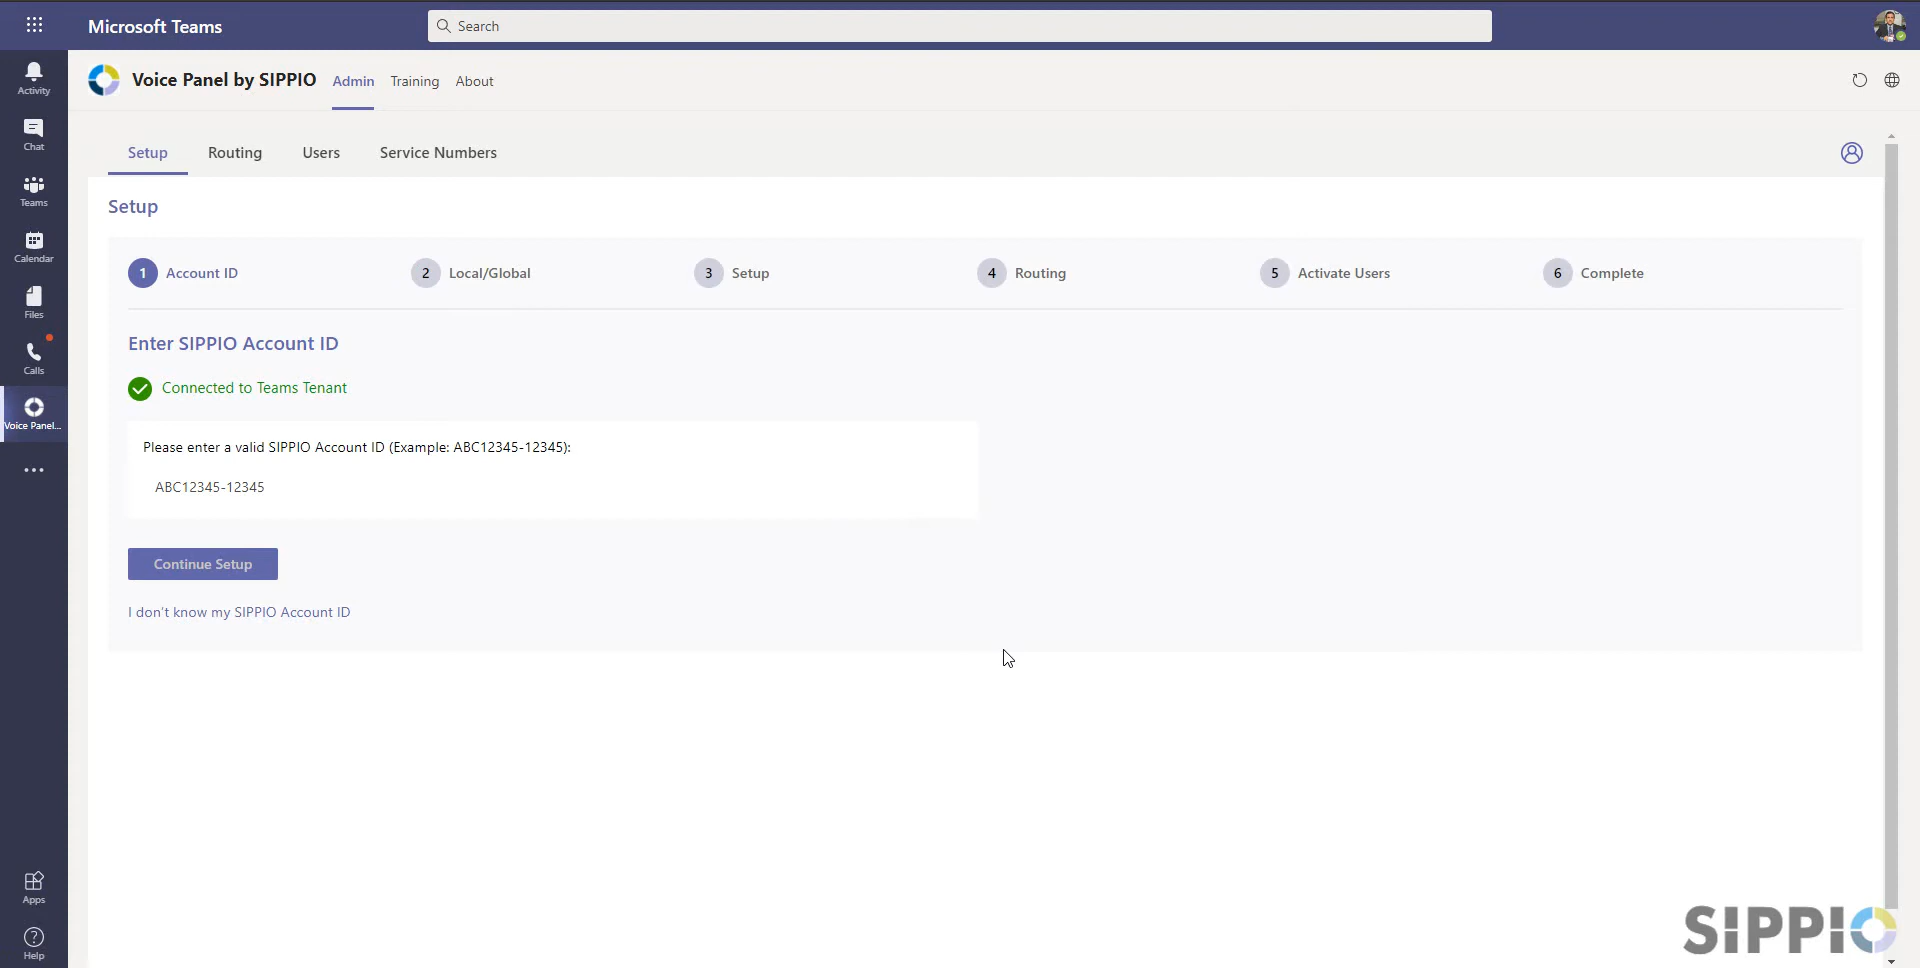 Microsoft Teams
Search
Activity
Chat
Teams
Calendar
Files
Calls
Voice Panel...
Apps
Help
Voice Panel by SIPPIO
Admin
Training
About
Setup
Routing
Users
Service Numbers
Setup
1 Account ID
2 Local/Global
3 Setup
4 Routing
5 Activate Users
6 Complete
Enter SIPPIO Account ID
Connected to Teams Tenant
Please enter a valid SIPPIO Account ID (Example: ABC12345-12345):
ABC12345-12345
Continue Setup
I don't know my SIPPIO Account ID
SIPPIO